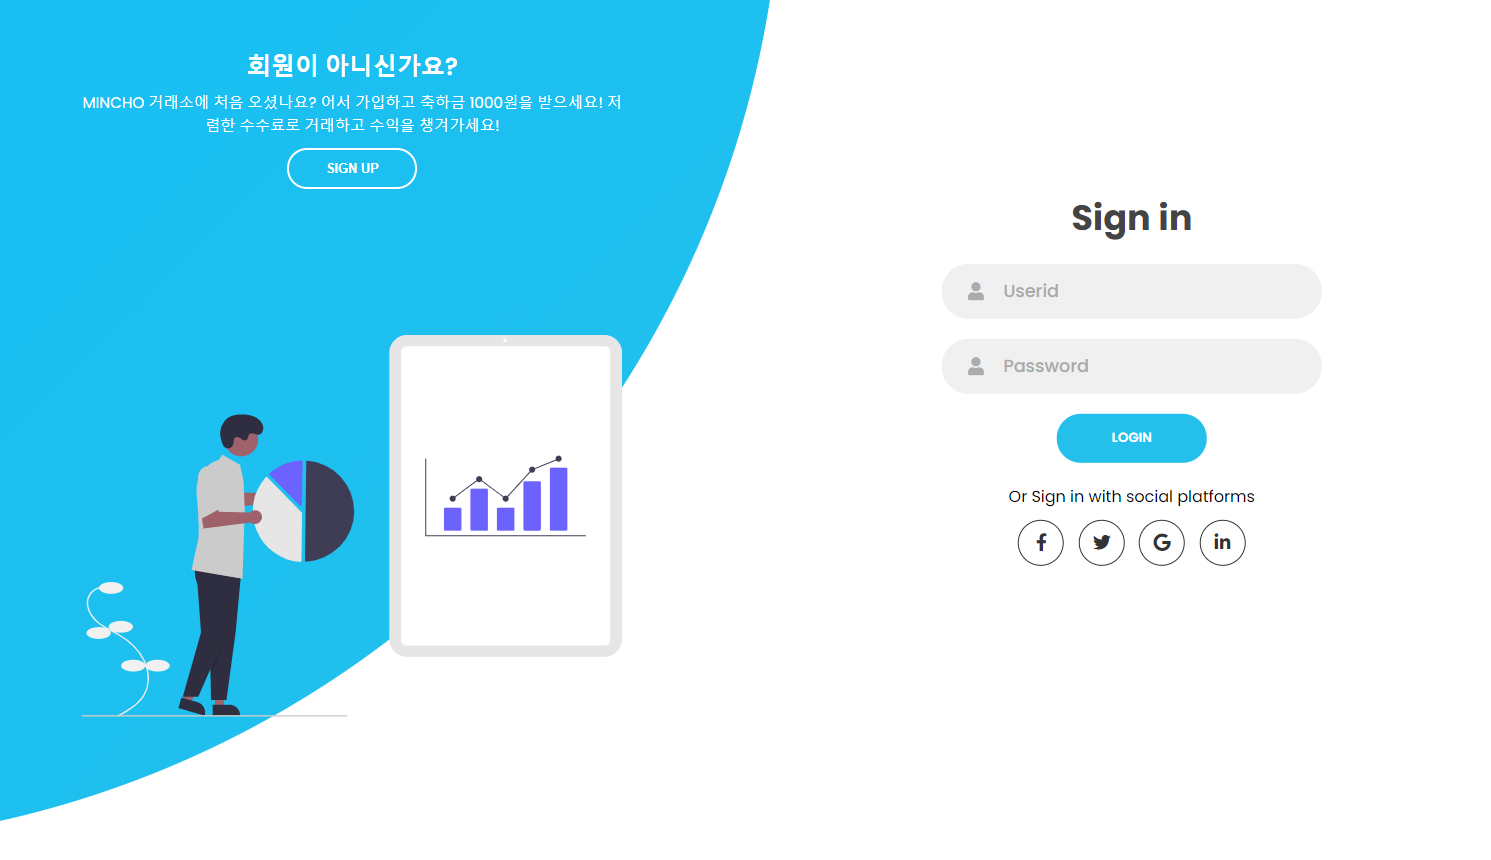 회원이 아니신가요?
MINCHO 거래소에 처음 오셨나요? 어서 가입하고 축하금 1000원을 받으세요! 저
렴한 수수료로 거래하고 수익을 챙겨가세요!
SIGN UP
Sign in
Userid
Password
LOGIN
Or Sign in with social platforms